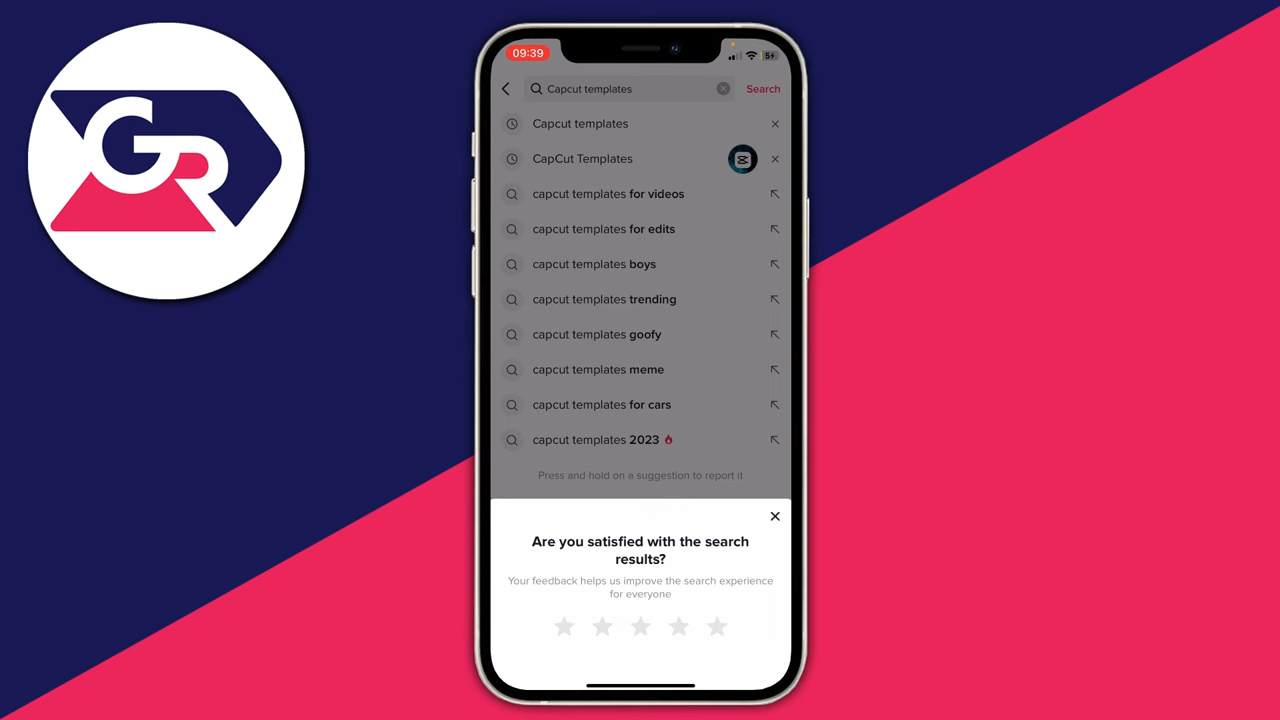 GR
09:39
5
Capcut templates
Search
Capcut templates
CapCut Templates
capcut templates for videos
capcut templates for edits
capcut templates boys
capcut templates trending
capcut templates goofy
capcut templates meme
capcut templates for cars
capcut templates 2023
Press and hold on a suggestion to report it
Are you satisfied with the search
results?
Your feedback helps us improve the search experience
for everyone